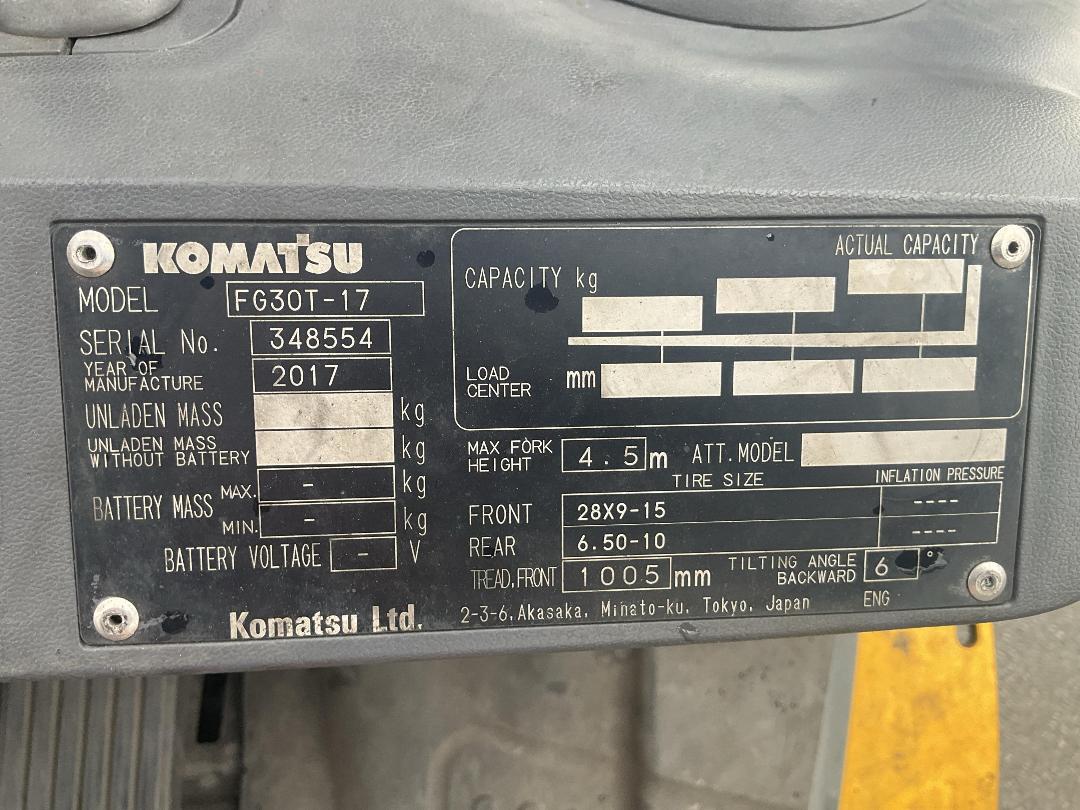 KOMATSU
MODEL FG30T-17
SERIAL No. 348554
YEAR OF MANUFACTURE 2017
UNLADEN MASS kg
UNLADEN MASS WITHOUT BATTERY kg
BATTERY MASS MAX. - kg
MIN. - kg
BATTERY VOLTAGE - V
Komatsu Ltd.
ACTUAL CAPACITY
CAPACITY kg
LOAD CENTER mm
MAX FORK HEIGHT 4.5 m ATT. MODEL
TIRE SIZE INFLATION PRESSURE
FRONT 28X9-15 ----
REAR 6.50-10 ----
TREAD, FRONT 1005 mm TILTING ANGLE BACKWARD 6 °
2-3-6, Akasaka, Minato-ku, Tokyo, Japan ENG